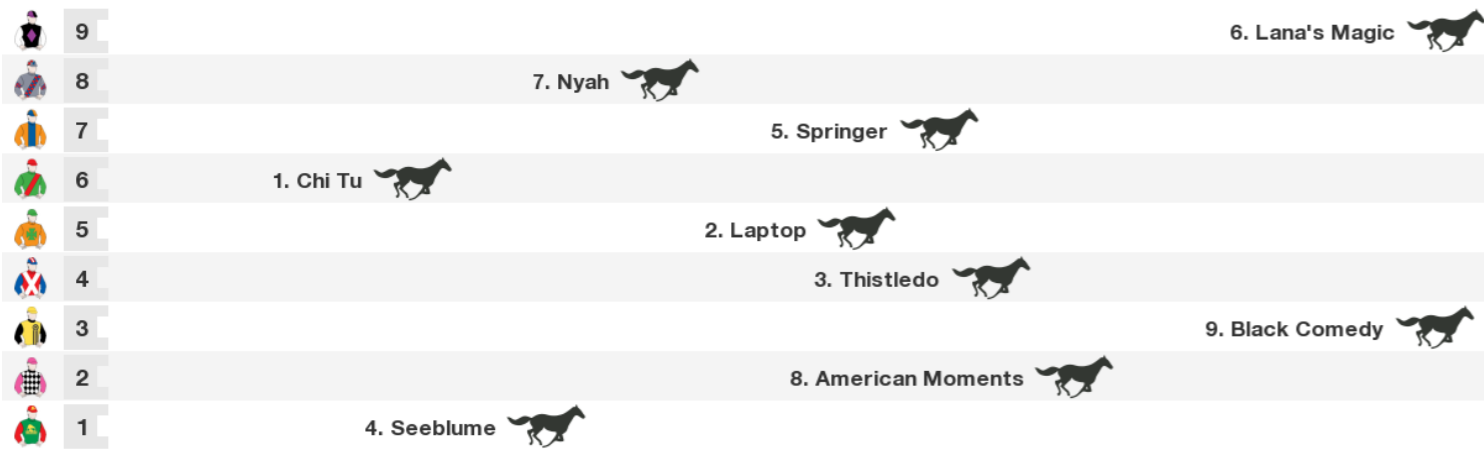 9 6. Lana's Magic
8 7. Nyah
7 5. Springer
6 1. Chi Tu
5 2. Laptop
4 3. Thistledo
3 9. Black Comedy
2 8. American Moments
1 4. Seeblume